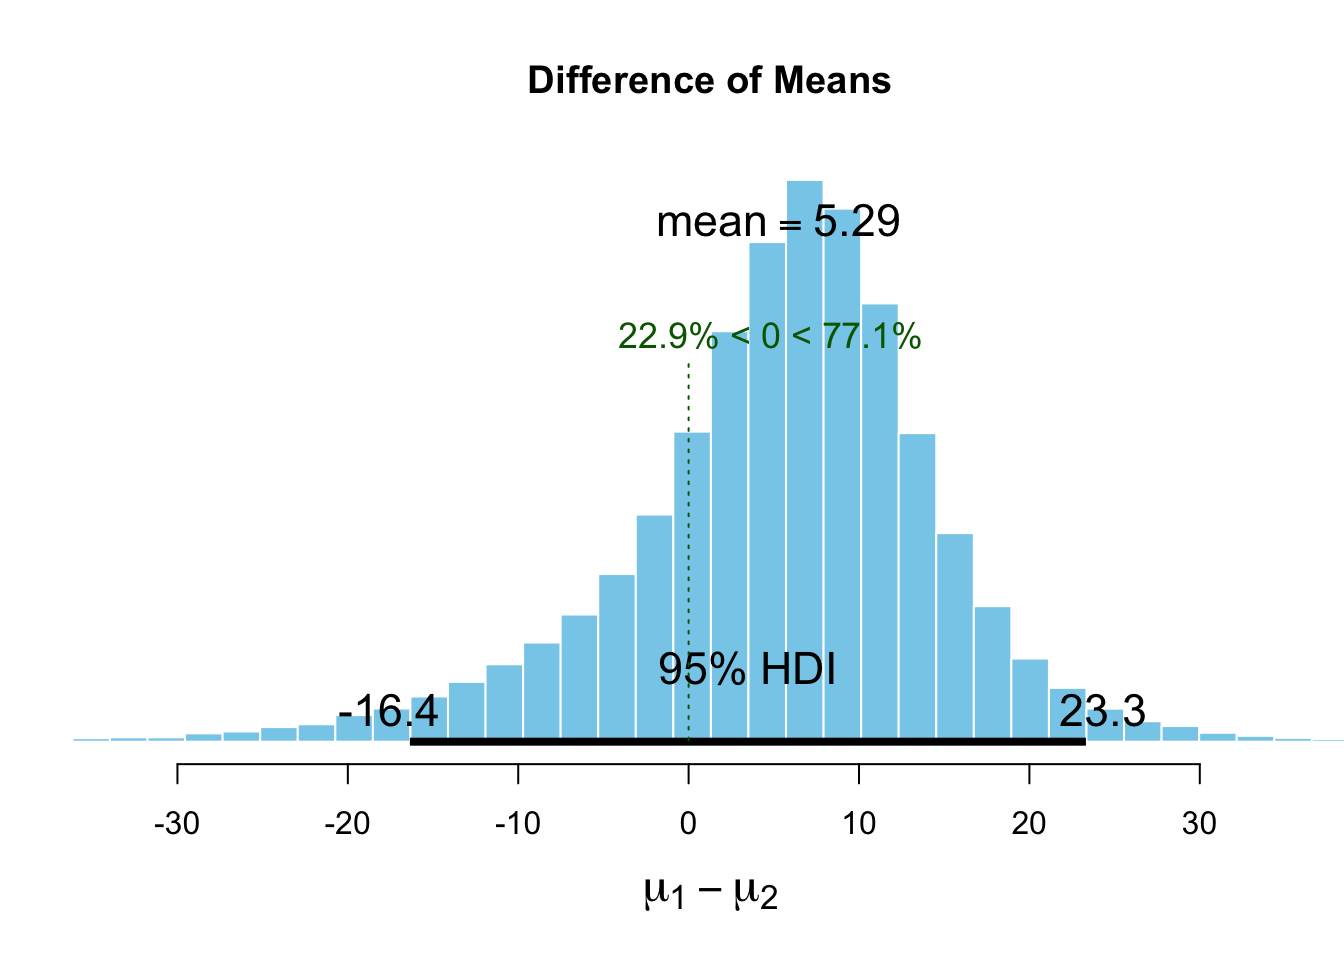 Difference of Means
mean = 5.29
22.9% < 0 < 77.1%
95% HDI
-16.4 23.3
-30 -20 -10 0 10 20 30
μ₁ − μ₂